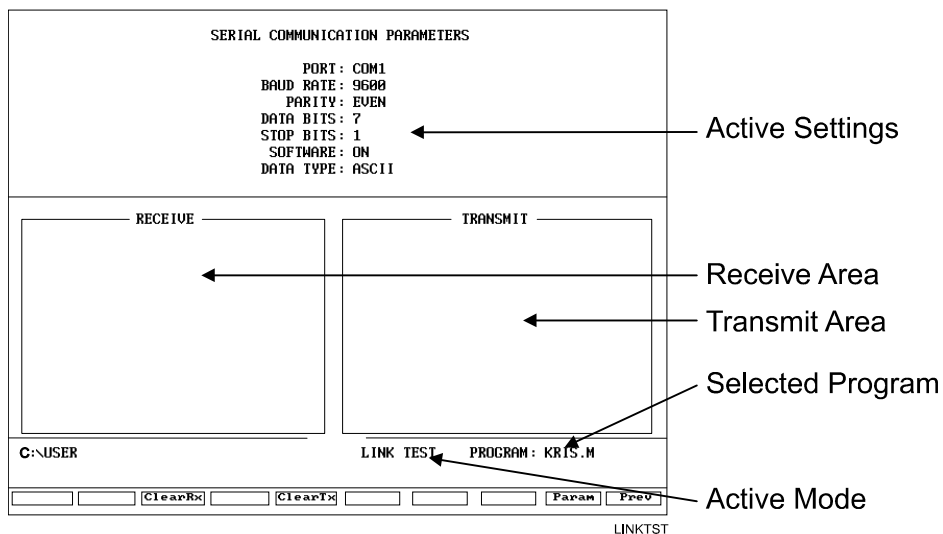 SERIAL COMMUNICATION PARAMETERS
PORT: COM1
BAUD RATE: 9600
PARITY: EVEN
DATA BITS: 7
STOP BITS: 1
SOFTWARE: ON
DATA TYPE: ASCII
Active Settings
RECEIVE TRANSMIT
Receive Area
Transmit Area
Selected Program
C:\USER LINK TEST PROGRAM: KRIS.M
ClearRx ClearTx Param Prev
Active Mode
LINKTST